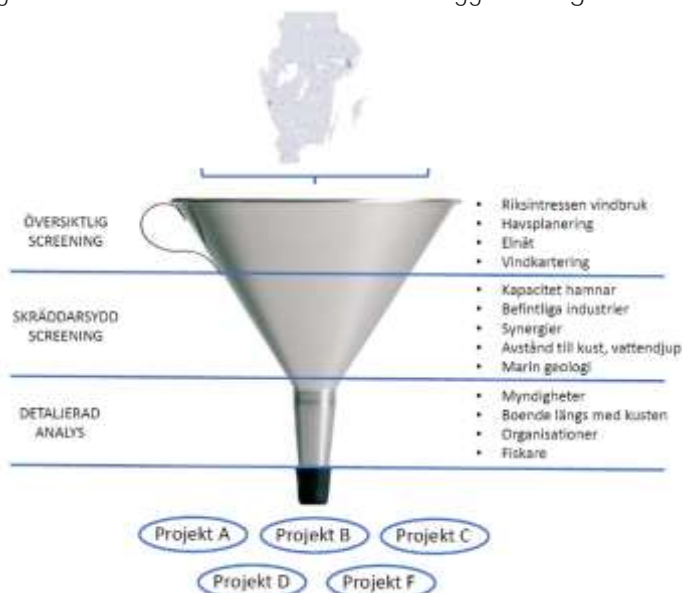 ÖVERSIKTLIG
SCREENING
• Riksintressen vindbruk
• Havsplanering
• Elnät
• Vindkartering
SKRÄDDARSYDD
SCREENING
• Kapacitet hamnar
• Befintliga industrier
• Synergier
• Avstånd till kust, vattendjup
• Marin geologi
DETALJERAD
ANALYS
• Myndigheter
• Boende längs med kusten
• Organisationer
• Fiskare
Projekt A
Projekt B
Projekt C
Projekt D
Projekt F